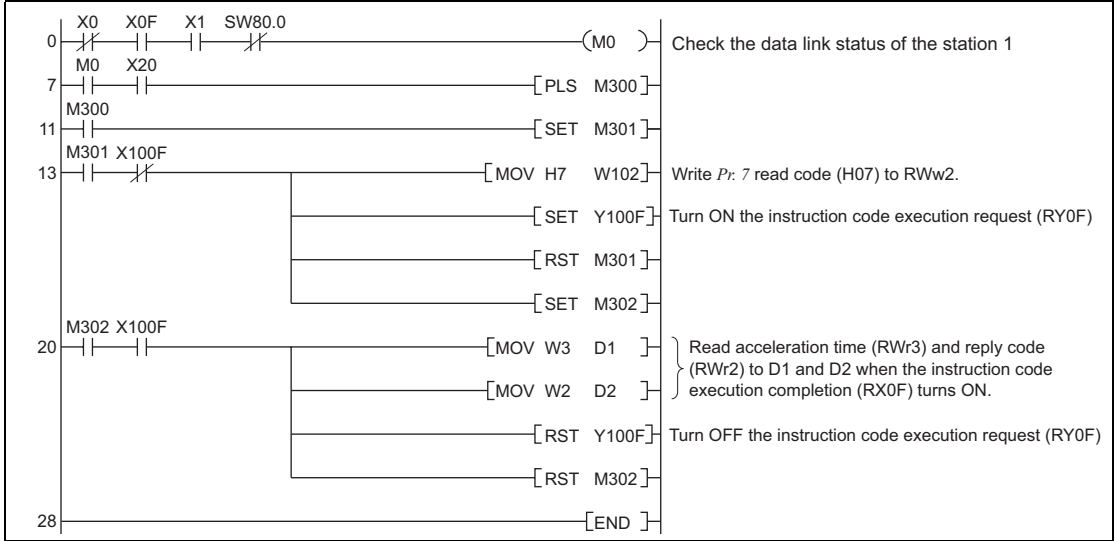 X0 X0F X1 SW80.0
0 M0 Check the data link status of the station 1
M0 X20
7 PLS M300
M300
11 SET M301
M301 X100F
13 MOV H7 W102 Write Pr. 7 read code (H07) to RWw2.
SET Y100F Turn ON the instruction code execution request (RY0F)
RST M301
SET M302
M302 X100F
20 MOV W3 D1 Read acceleration time (RWr3) and reply code
(RWr2) to D1 and D2 when the instruction code
MOV W2 D2 execution completion (RX0F) turns ON.
RST Y100F Turn OFF the instruction code execution request (RY0F)
RST M302
28 END